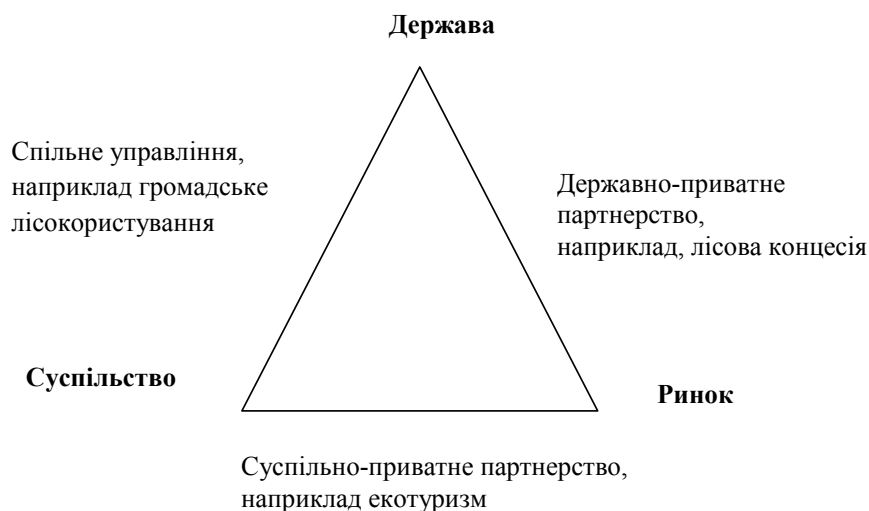 Держава
Спільне управління,
наприклад громадське
лісокористування
Державно-приватне
партнерство,
наприклад, лісова концесія
Суспільство
Ринок
Суспільно-приватне партнерство,
наприклад екотуризм